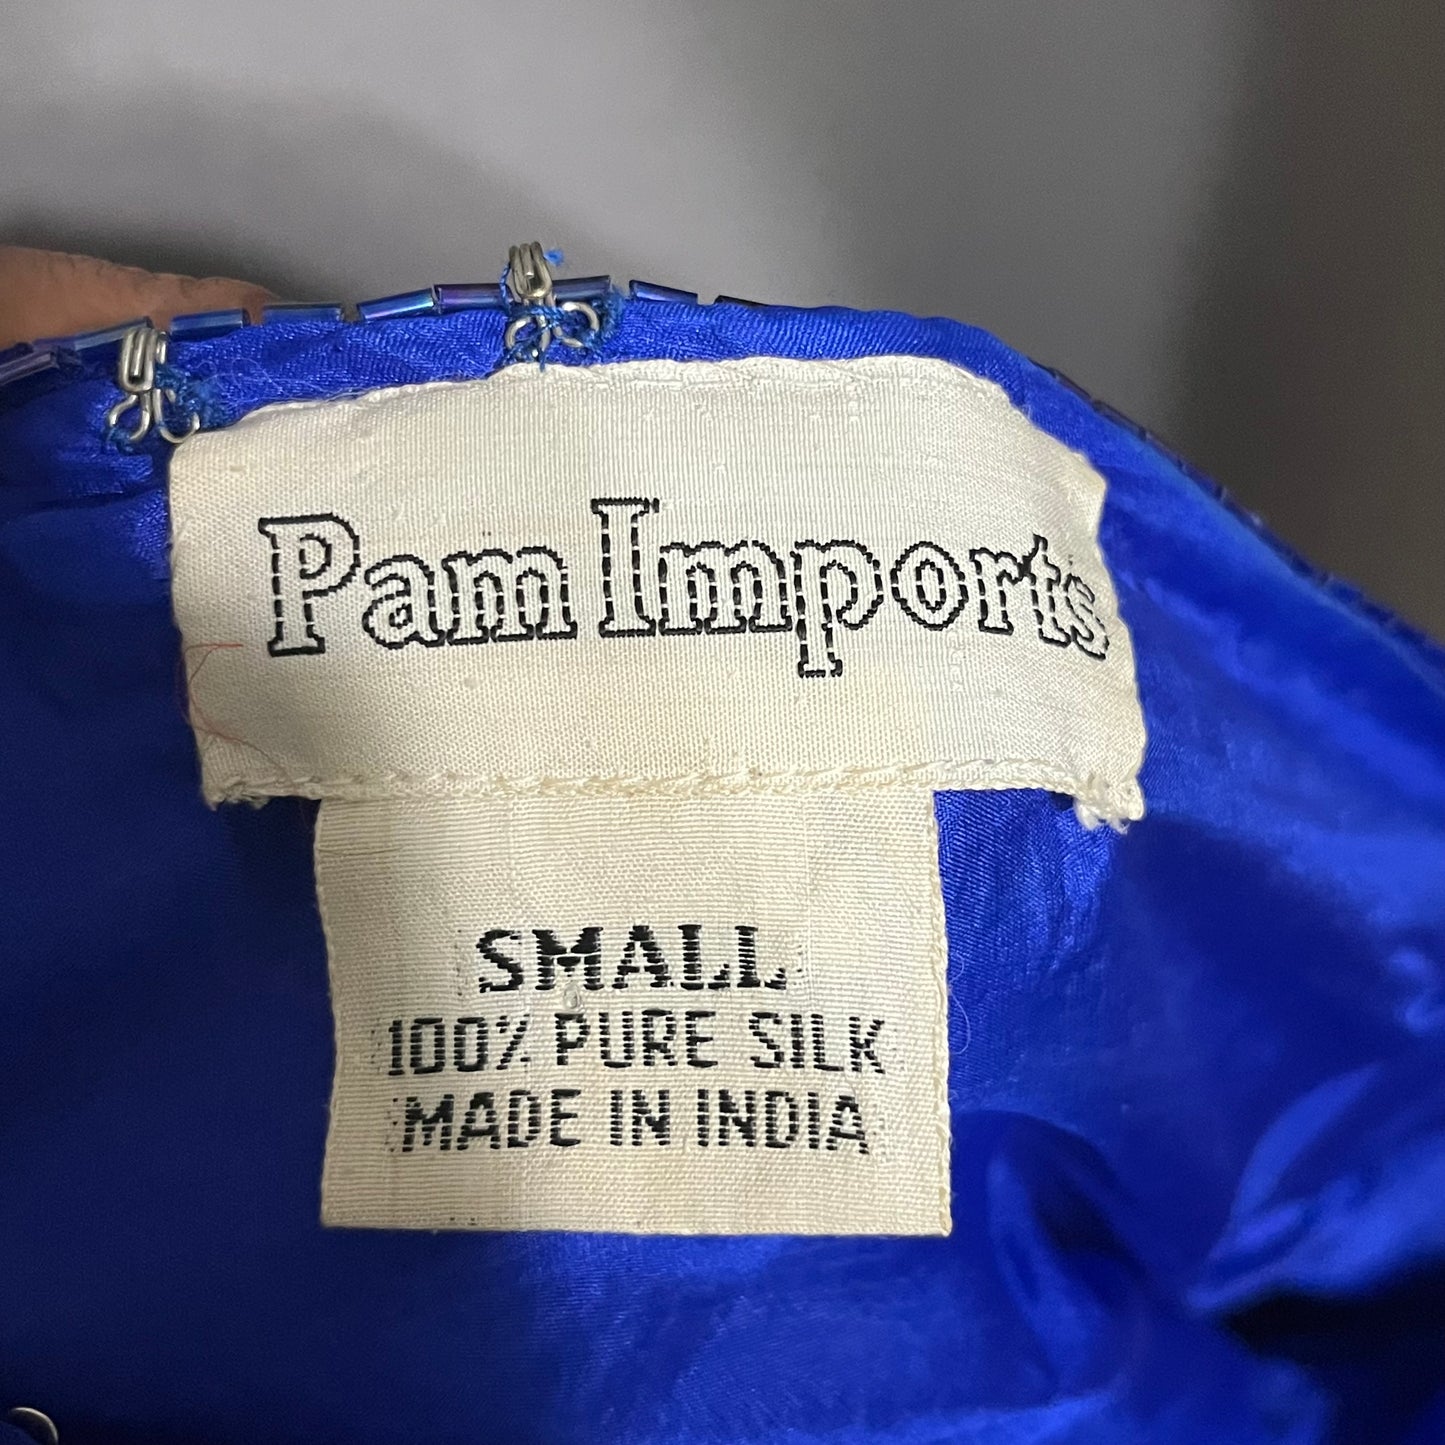 Pam Imports
SMALL
100% PURE SILK
MADE IN INDIA